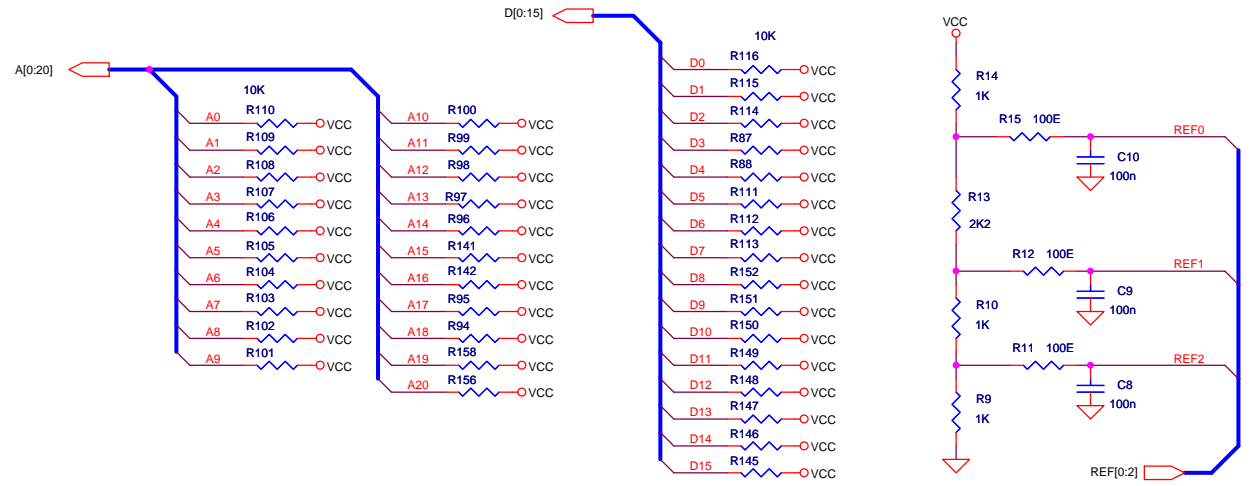 A[0:20]
10K
A0 R110 VCC
A1 R109 VCC
A2 R108 VCC
A3 R107 VCC
A4 R106 VCC
A5 R105 VCC
A6 R104 VCC
A7 R103 VCC
A8 R102 VCC
A9 R101 VCC
A10 R100 VCC
A11 R99 VCC
A12 R98 VCC
A13 R97 VCC
A14 R96 VCC
A15 R141 VCC
A16 R142 VCC
A17 R95 VCC
A18 R94 VCC
A19 R158 VCC
A20 R156 VCC
D[0:15]
10K
D0 R116 VCC
D1 R115 VCC
D2 R114 VCC
D3 R87 VCC
D4 R88 VCC
D5 R111 VCC
D6 R112 VCC
D7 R113 VCC
D8 R152 VCC
D9 R151 VCC
D10 R150 VCC
D11 R149 VCC
D12 R148 VCC
D13 R147 VCC
D14 R146 VCC
D15 R145 VCC
VCC
R14
1K
R15 100E REF0
C10
100n
R13
2K2
R12 100E REF1
C9
100n
R10
1K
R11 100E REF2
C8
100n
R9
1K
REF[0:2]